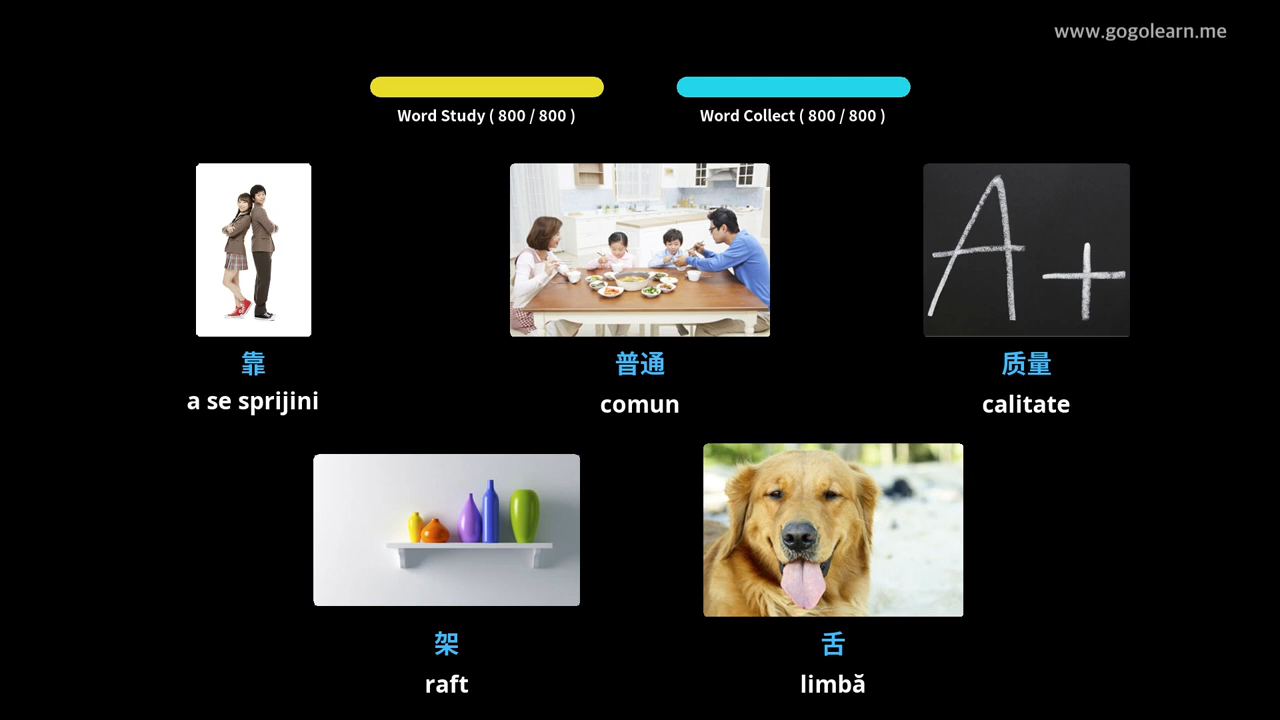 www.gogolearn.me
Word Study ( 800 / 800 )
Word Collect ( 800 / 800 )
A+
靠
a se sprijini
普通
comun
质量
calitate
架
raft
舌
limbă